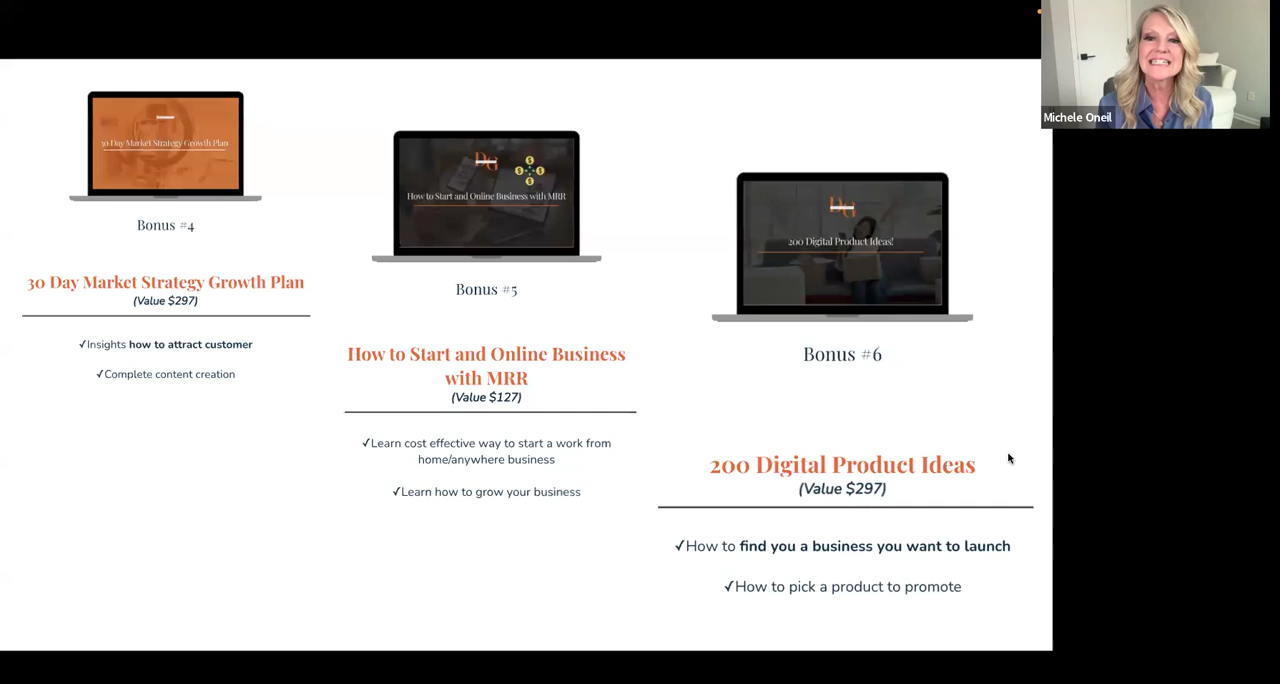 Michele Oneil
30 Day Market Strategy Growth Plan
Bonus #4
30 Day Market Strategy Growth Plan
(Value $297)
✓Insights how to attract customer
✓Complete content creation
DG
How to Start and Online Business with MRR
Bonus #5
How to Start and Online Business
with MRR
(Value $127)
✓Learn cost effective way to start a work from
home/anywhere business
✓Learn how to grow your business
DG
200 Digital Product Ideas!
Bonus #6
200 Digital Product Ideas
(Value $297)
✓How to find you a business you want to launch
✓How to pick a product to promote